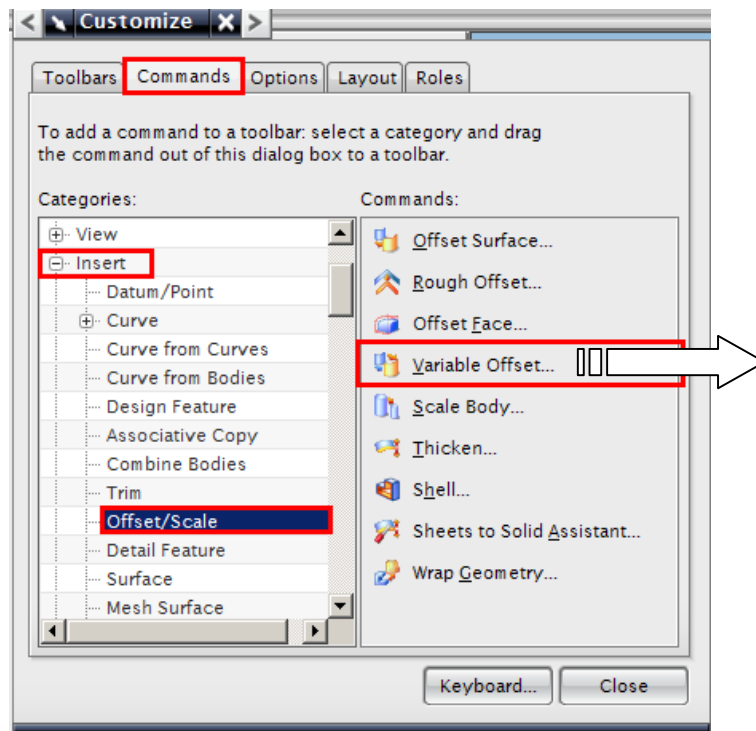 Customize
Toolbars Commands Options Layout Roles
To add a command to a toolbar: select a category and drag
the command out of this dialog box to a toolbar.
Categories:
View
Insert
Datum/Point
Curve
Curve from Curves
Curve from Bodies
Design Feature
Associative Copy
Combine Bodies
Trim
Offset/Scale
Detail Feature
Surface
Mesh Surface
Commands:
Offset Surface...
Rough Offset...
Offset Face...
Variable Offset...
Scale Body...
Thicken...
Shell...
Sheets to Solid Assistant...
Wrap Geometry...
Keyboard... Close